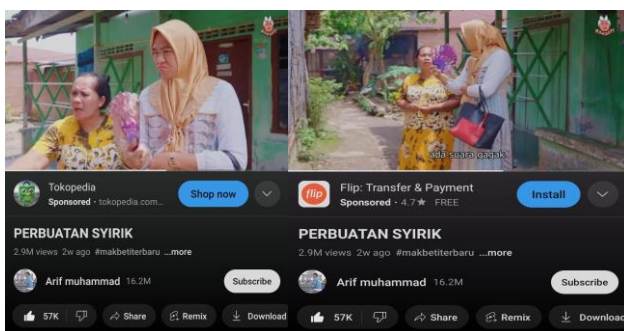 Tokopedia
Sponsored · tokopedia.com...
Shop now
PERBUATAN SYIRIK
2.9M views 2w ago #makbetiterbaru ...more
Arif muhammad 16.2M
Subscribe
57K
Share
Remix
Download
ada suara gagak
flip
Flip: Transfer & Payment
Sponsored · 4.7★ FREE
Install
PERBUATAN SYIRIK
2.9M views 2w ago #makbetiterbaru ...more
Arif muhammad 16.2M
Subscribe
57K
Share
Remix
Download